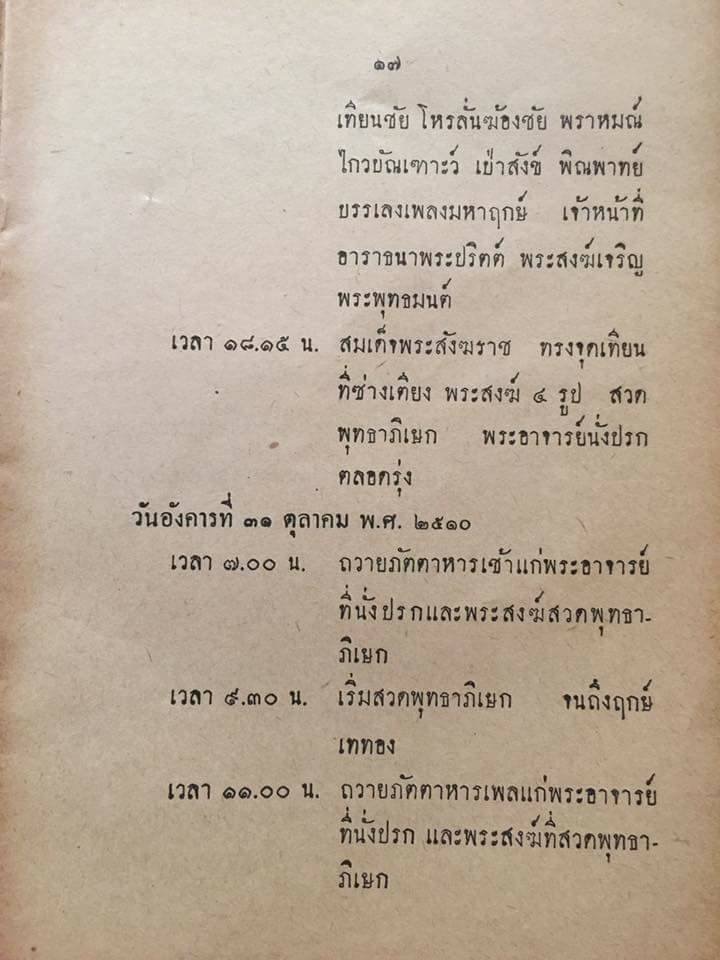 ๑๗
เทียนชัย โหรลั่นฆ้องชัย พราหมณ์
ไกวบัณเฑาะว์ เป่าสังข์ พิณพาทย์
บรรเลงเพลงมหาฤกษ์ เจ้าหน้าที่
อาราธนาพระปริตต์ พระสงฆ์เจริญ
พระพุทธมนต์
เวลา ๑๘.๑๕ น. สมเด็จพระสังฆราช ทรงจุดเทียน
ที่ช่างเตียง พระสงฆ์ ๔ รูป สวด
พุทธาภิเษก พระอาจารย์นั่งปรก
ตลอดรุ่ง
วันอังคารที่ ๓๑ ตุลาคม พ.ศ. ๒๕๑๐
เวลา ๗.๐๐ น. ถวายภัตตาหารเช้าแก่พระอาจารย์
ที่นั่งปรกและพระสงฆ์สวดพุทธา-
ภิเษก
เวลา ๙.๓๐ น. เริ่มสวดพุทธาภิเษก จนถึงฤกษ์
เททอง
เวลา ๑๑.๐๐ น. ถวายภัตตาหารเพลแก่พระอาจารย์
ที่นั่งปรก และพระสงฆ์ที่สวดพุทธา-
ภิเษก